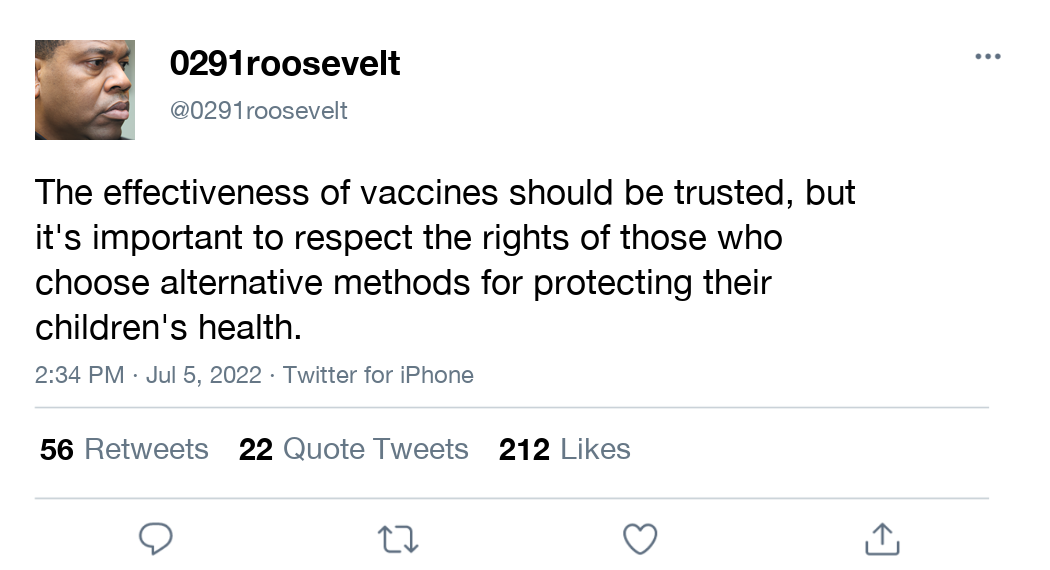 0291roosevelt
@0291roosevelt
The effectiveness of vaccines should be trusted, but
it's important to respect the rights of those who
choose alternative methods for protecting their
children's health.
2:34 PM · Jul 5, 2022 · Twitter for iPhone
56 Retweets 22 Quote Tweets 212 Likes